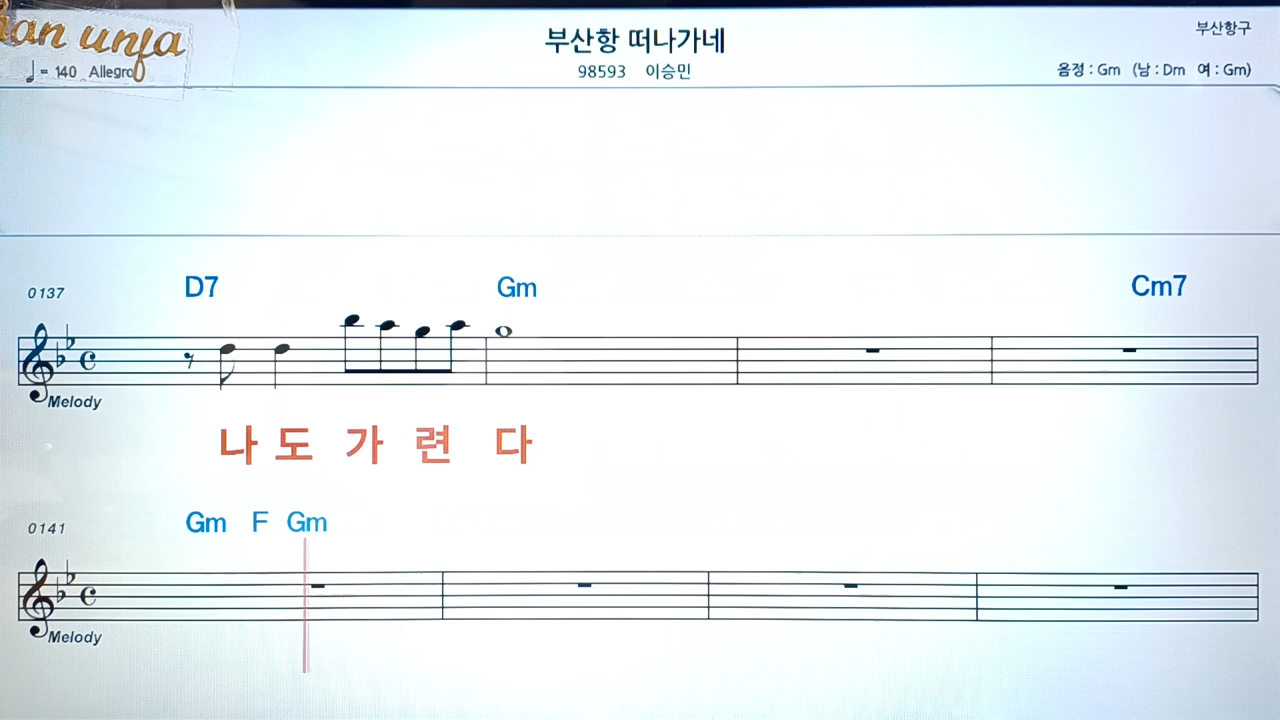 an unja
부산항 떠나가네
부산항구
♩ = 140 Allegro
98593 이승민
음정 : Gm (남 : Dm 여 : Gm)
0137 D7 Gm Cm7
Melody
나 도 가 련 다
0141 Gm F Gm
Melody